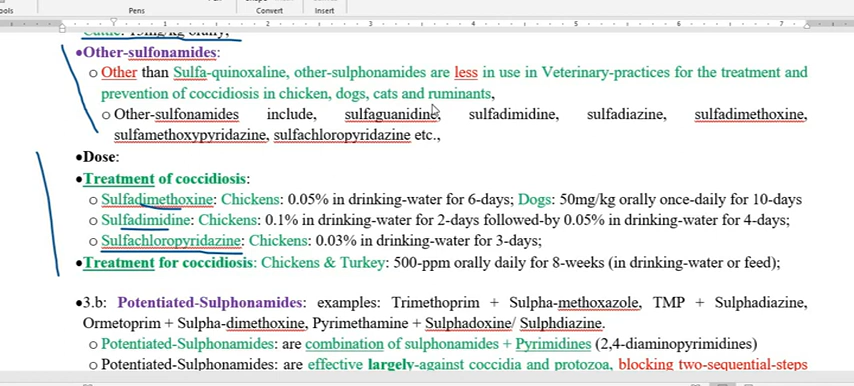 Pens
Convert
Insert
Cattle: 15mg/kg orally;
•Other-sulfonamides:
o Other than Sulfa-quinoxaline, other-sulphonamides are less in use in Veterinary-practices for the treatment and
prevention of coccidiosis in chicken, dogs, cats and ruminants,
o Other-sulfonamides include, sulfaguanidine, sulfadimidine, sulfadiazine, sulfadimethoxine,
sulfamethoxypyridazine, sulfachloropyridazine etc.,
•Dose:
•Treatment of coccidiosis:
o Sulfadimethoxine: Chickens: 0.05% in drinking-water for 6-days; Dogs: 50mg/kg orally once-daily for 10-days
o Sulfadimidine: Chickens: 0.1% in drinking-water for 2-days followed-by 0.05% in drinking-water for 4-days;
o Sulfachloropyridazine: Chickens: 0.03% in drinking-water for 3-days;
•Treatment for coccidiosis: Chickens & Turkey: 500-ppm orally daily for 8-weeks (in drinking-water or feed);
•3.b: Potentiated-Sulphonamides: examples: Trimethoprim + Sulpha-methoxazole, TMP + Sulphadiazine,
Ormetoprim + Sulpha-dimethoxine, Pyrimethamine + Sulphadoxine/ Sulphdiazine.
o Potentiated-Sulphonamides: are combination of sulphonamides + Pyrimidines (2,4-diaminopyrimidines)
o Potentiated-Sulphonamides: are effective largely-against coccidia and protozoa, blocking two-sequential-steps